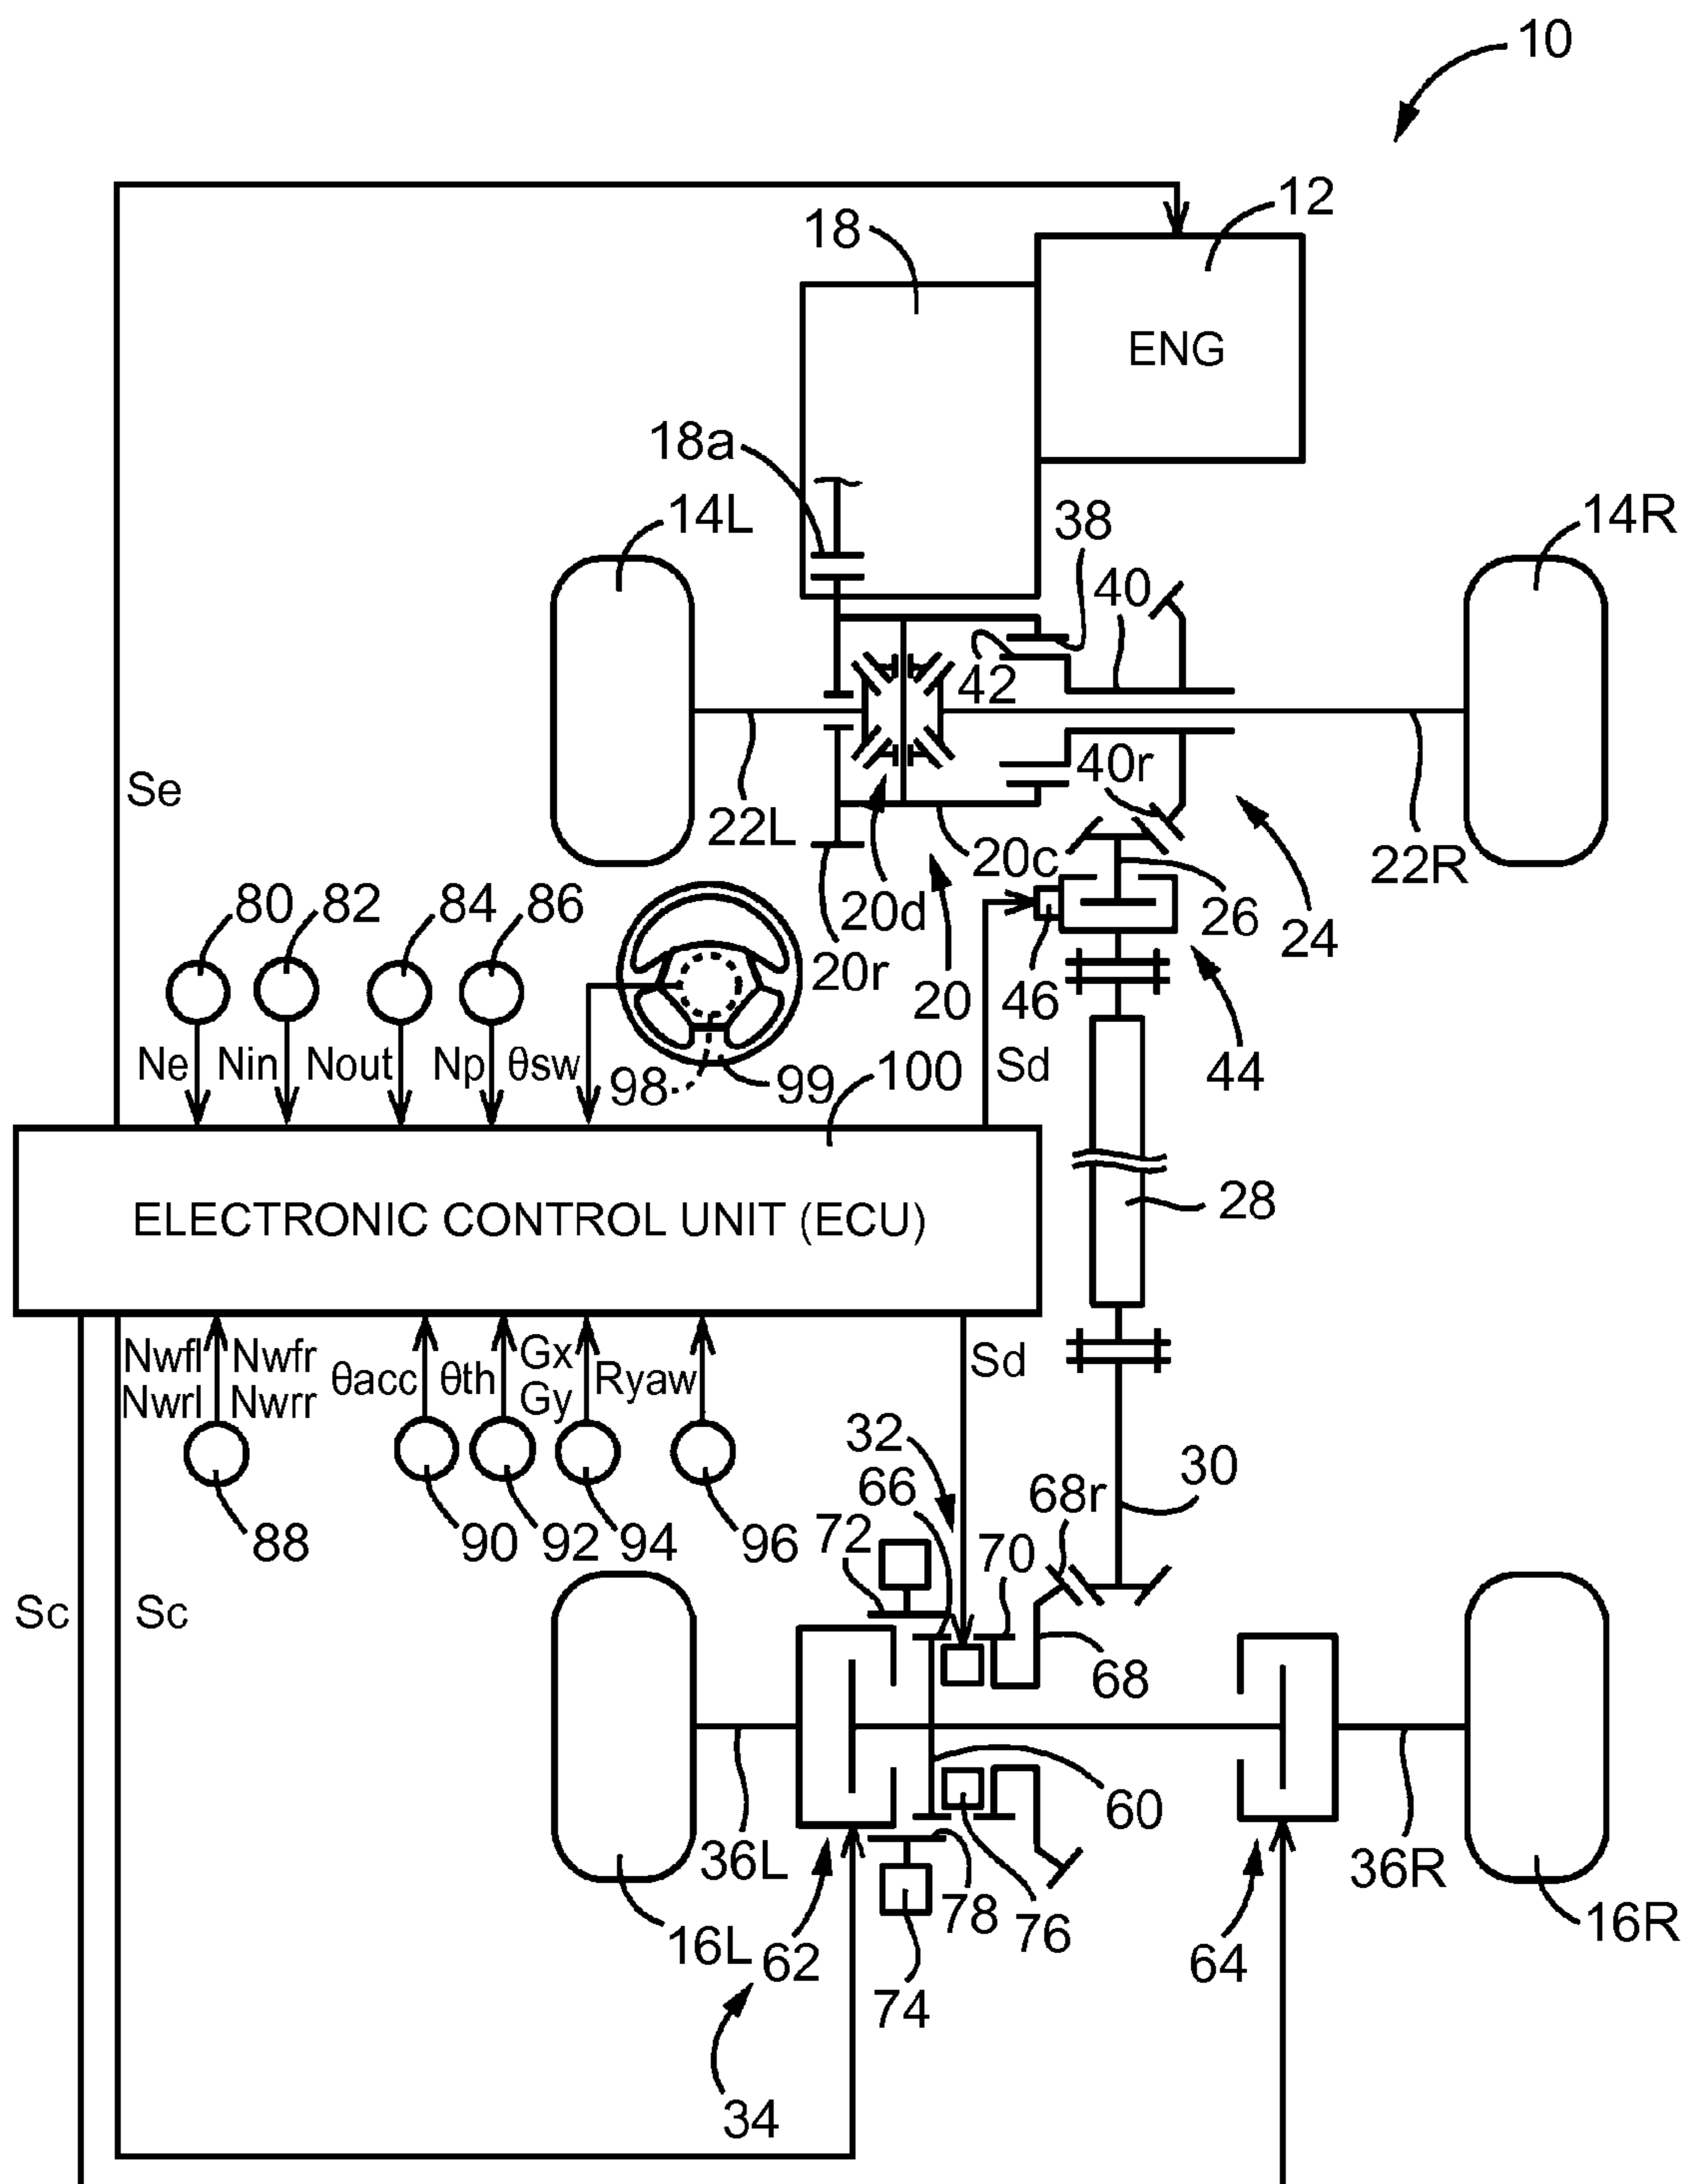 10
12
18
ENG
18a
14L
38
14R
40
42
40r
Se
22L
20c
22R
80
82
84
86
20d
26
24
20r
20
46
Ne
Nin
Nout
Np
θsw
98
99
100
Sd
44
ELECTRONIC CONTROL UNIT (ECU)
28
Nwfl
Nwfr
Nwrl
Nwrr
θacc
θth
Gx
Gy
Ryaw
Sd
32
66
68r
30
88
90
92
94
96
72
70
Sc
Sc
68
60
36L
36R
16L
62
78
76
64
16R
74
34